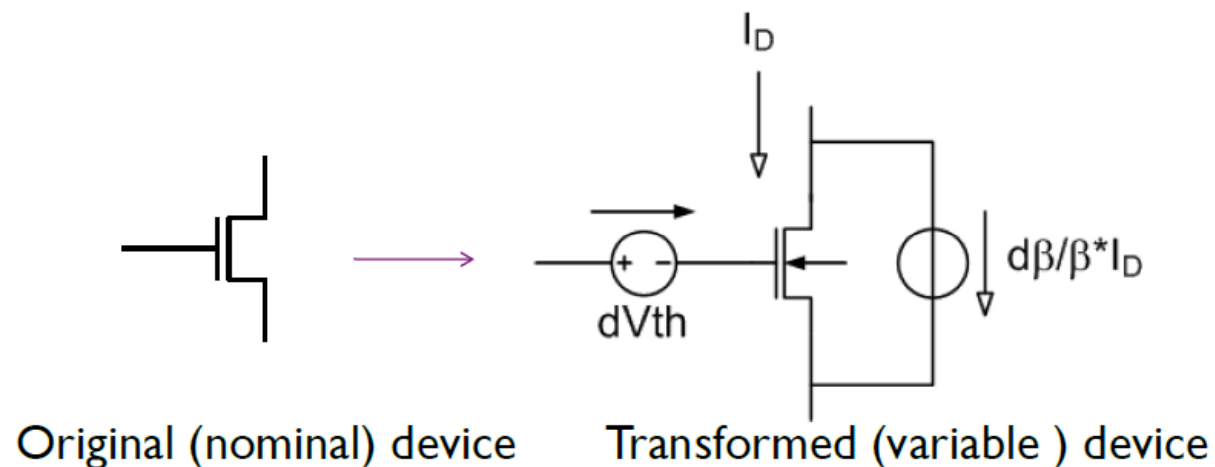 I_D
+ -
dVth
dβ/β*I_D
Original (nominal) device
Transformed (variable ) device